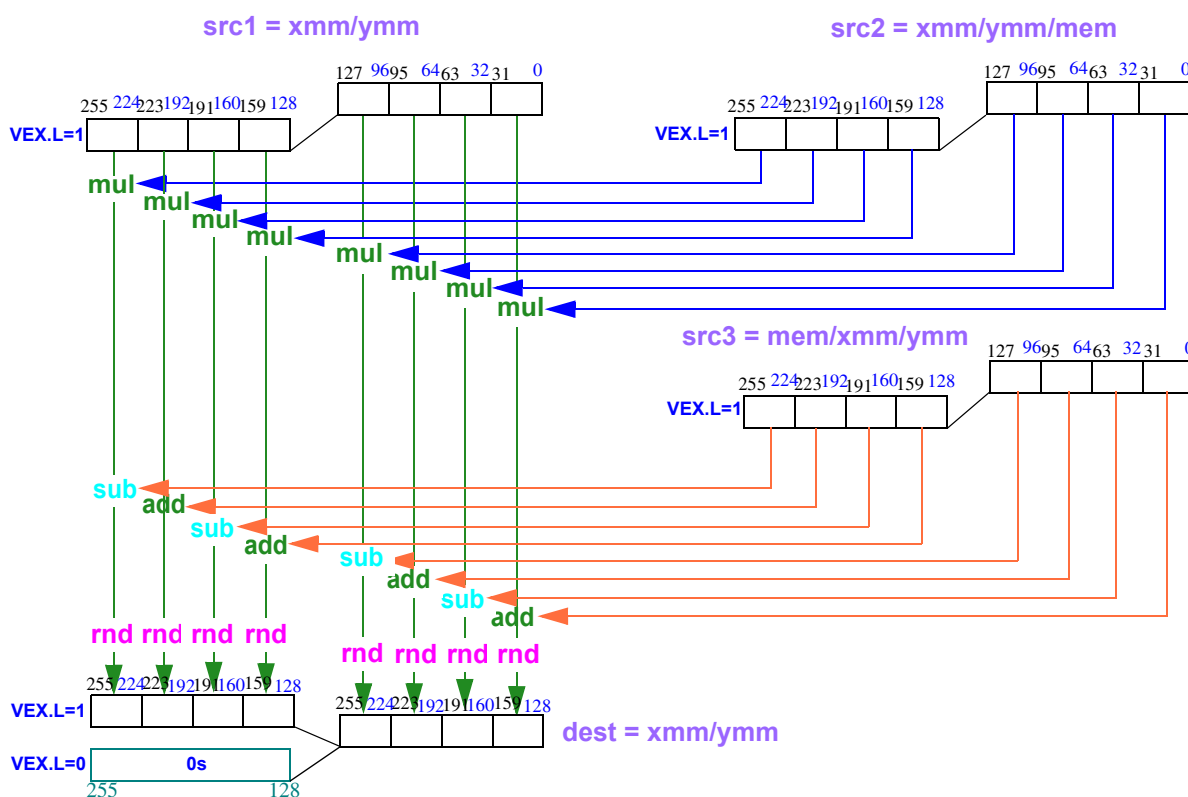 src1 = xmm/ymm
src2 = xmm/ymm/mem
127 96 95 64 63 32 31 0
127 96 95 64 63 32 31 0
255 224 223 192 191 160 159 128
255 224 223 192 191 160 159 128
VEX.L=1
VEX.L=1
mul
mul
mul
mul
mul
mul
mul
mul
src3 = mem/xmm/ymm
127 96 95 64 63 32 31 0
255 224 223 192 191 160 159 128
VEX.L=1
sub
add
sub
add
sub
add
sub
add
rnd rnd rnd rnd
rnd rnd rnd rnd
255 224 223 192 191 160 159 128
VEX.L=1
255 224 223 192 191 160 159 128
dest = xmm/ymm
VEX.L=0 0s
255 128